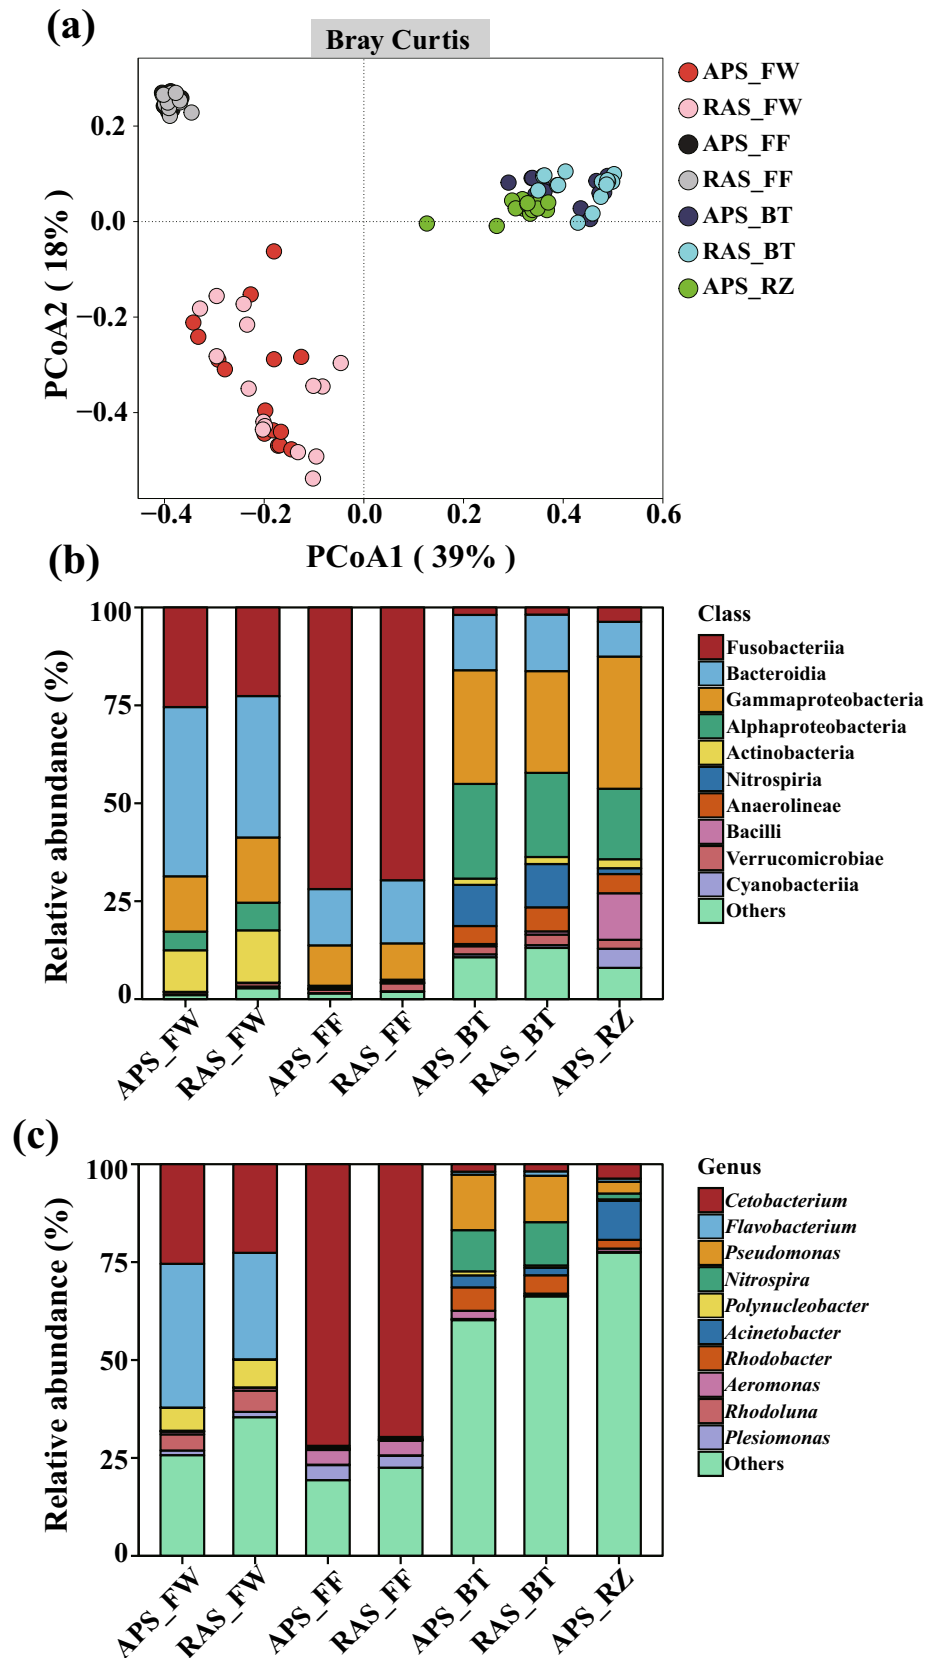 (a)
Bray Curtis
0.2
0.0
−0.2
−0.4
PCoA2 ( 18% )
−0.4 −0.2 0.0 0.2 0.4 0.6
PCoA1 ( 39% )
APS_FW
RAS_FW
APS_FF
RAS_FF
APS_BT
RAS_BT
APS_RZ
(b)
100
75
50
25
0
Relative abundance (%)
APS_FW RAS_FW APS_FF RAS_FF APS_BT RAS_BT APS_RZ
Class
Fusobacteriia
Bacteroidia
Gammaproteobacteria
Alphaproteobacteria
Actinobacteria
Nitrospiria
Anaerolineae
Bacilli
Verrucomicrobiae
Cyanobacteriia
Others
(c)
100
75
50
25
0
Relative abundance (%)
APS_FW RAS_FW APS_FF RAS_FF APS_BT RAS_BT APS_RZ
Genus
Cetobacterium
Flavobacterium
Pseudomonas
Nitrospira
Polynucleobacter
Acinetobacter
Rhodobacter
Aeromonas
Rhodoluna
Plesiomonas
Others